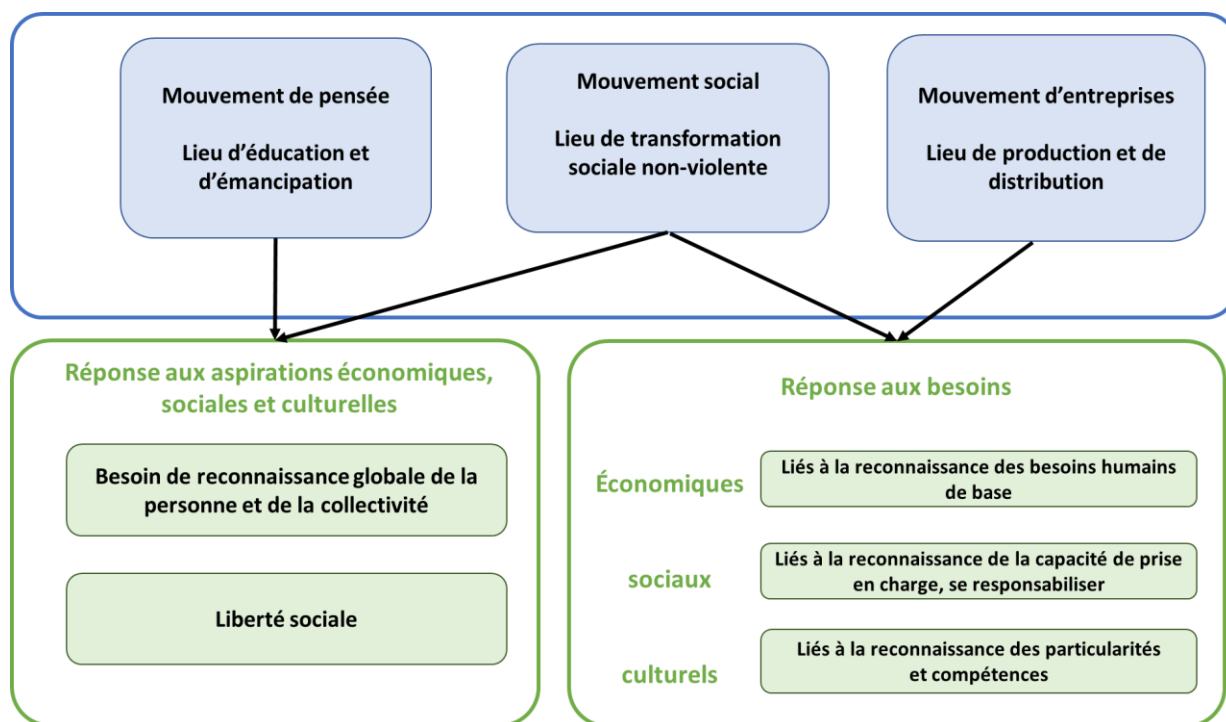 Mouvement de pensée
Lieu d'éducation et
d'émancipation
Mouvement social
Lieu de transformation
sociale non-violente
Mouvement d'entreprises
Lieu de production et de
distribution
Réponse aux aspirations économiques,
sociales et culturelles
Besoin de reconnaissance globale de la
personne et de la collectivité
Liberté sociale
Réponse aux besoins
Économiques
Liés à la reconnaissance des besoins humains
de base
sociaux
Liés à la reconnaissance de la capacité de prise
en charge, se responsabiliser
culturels
Liés à la reconnaissance des particularités
et compétences